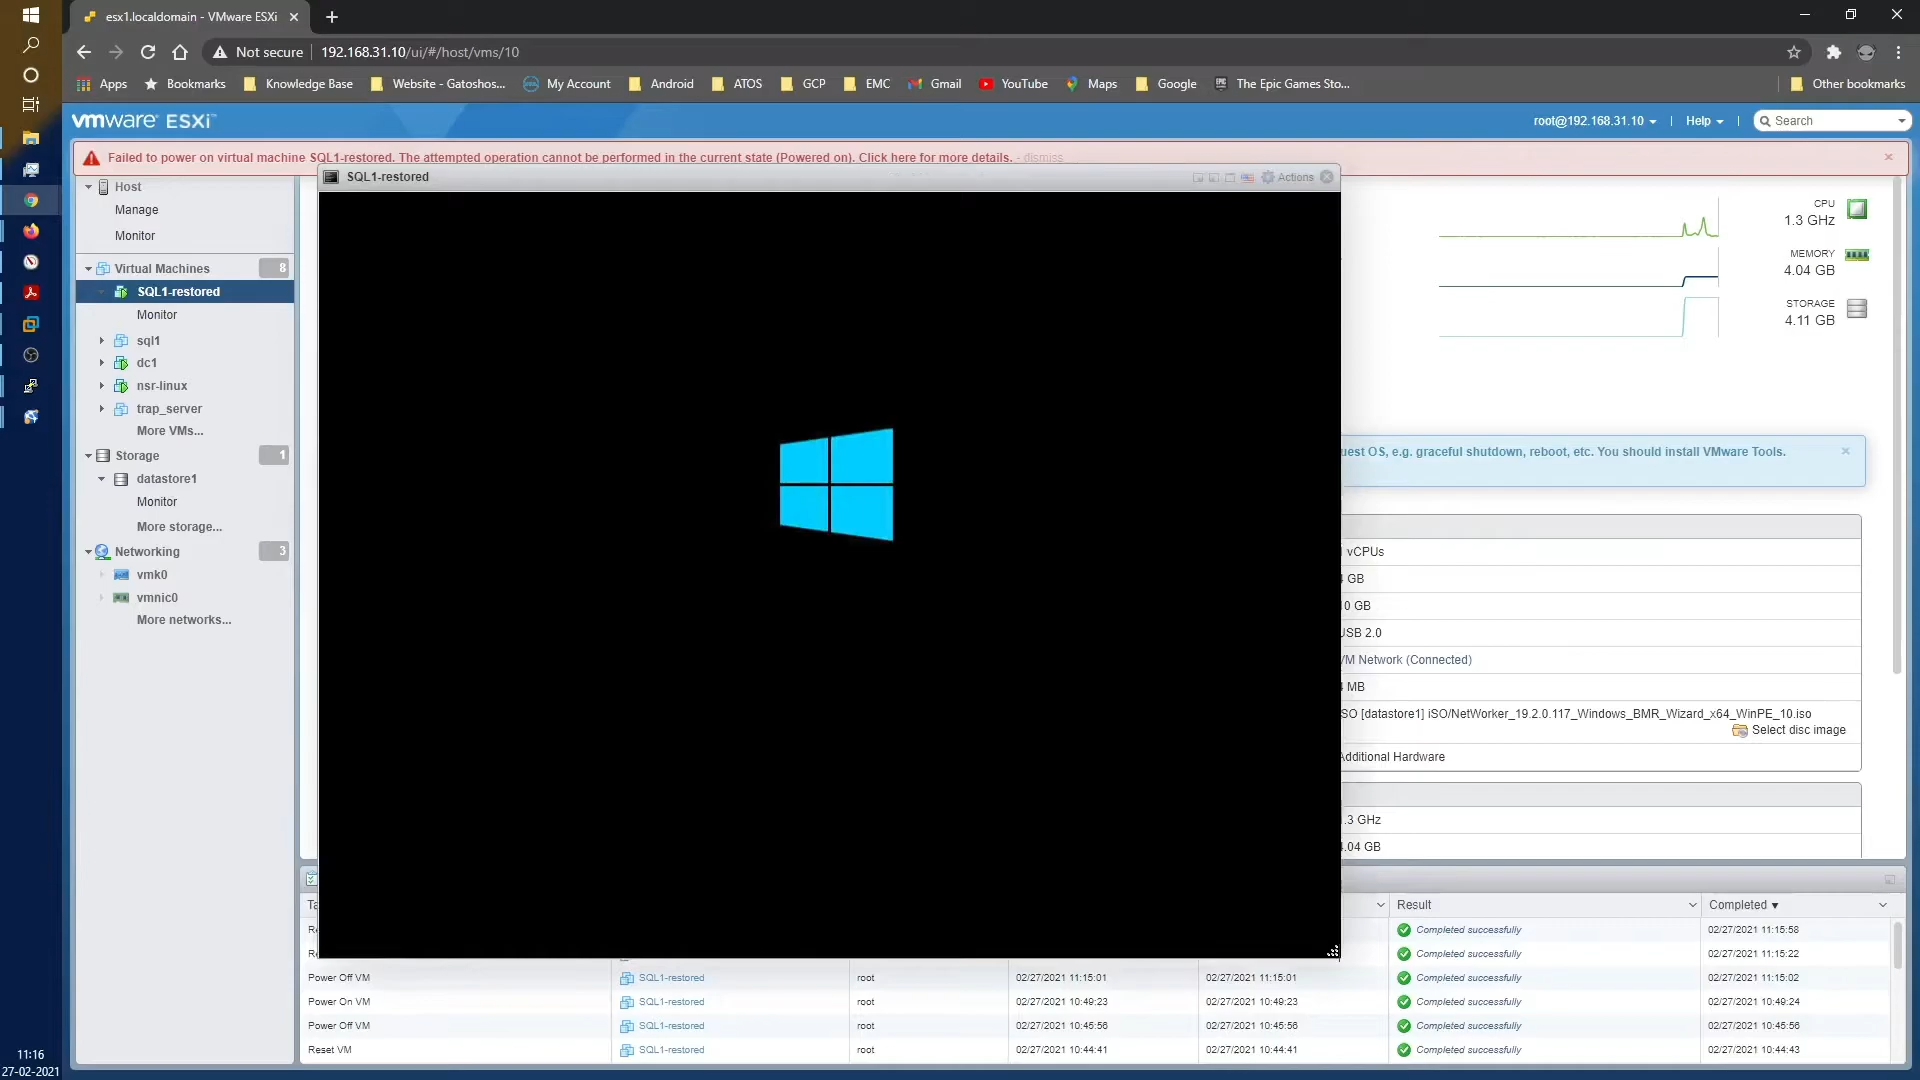 esx1.localdomain - VMware ESXi
Not secure
192.168.31.10/ui/#/host/vms/10
Apps
Bookmarks
Knowledge Base
Website - Gatoshos...
My Account
Android
ATOS
GCP
EMC
Gmail
YouTube
Maps
Google
The Epic Games Sto...
Other bookmarks
vmware ESXi
root@192.168.31.10
Help
Search
Failed to power on virtual machine SQL1-restored. The attempted operation cannot be performed in the current state (Powered on). Click here for more details. - dismiss
SQL1-restored
Actions
Host
Manage
Monitor
Virtual Machines 8
SQL1-restored
Monitor
sql1
dc1
nsr-linux
trap_server
More VMs...
Storage 1
datastore1
Monitor
More storage...
Networking 3
vmk0
vmnic0
More networks...
CPU
1.3 GHz
MEMORY
4.04 GB
STORAGE
4.11 GB
uest OS, e.g. graceful shutdown, reboot, etc. You should install VMware Tools.
vCPUs
GB
0 GB
USB 2.0
VM Network (Connected)
MB
SO [datastore1] iSO/NetWorker_19.2.0.117_Windows_BMR_Wizard_x64_WinPE_10.iso
Select disc image
Additional Hardware
.3 GHz
.04 GB
Ta
Result
Completed
Re
Completed successfully
02/27/2021 11:15:58
Re
Completed successfully
02/27/2021 11:15:22
Power Off VM
SQL1-restored
root
02/27/2021 11:15:01
02/27/2021 11:15:01
Completed successfully
02/27/2021 11:15:02
Power On VM
SQL1-restored
root
02/27/2021 10:49:23
02/27/2021 10:49:23
Completed successfully
02/27/2021 10:49:24
Power Off VM
SQL1-restored
root
02/27/2021 10:45:56
02/27/2021 10:45:56
Completed successfully
02/27/2021 10:45:56
Reset VM
SQL1-restored
root
02/27/2021 10:44:41
02/27/2021 10:44:41
Completed successfully
02/27/2021 10:44:43
11:16
27-02-2021